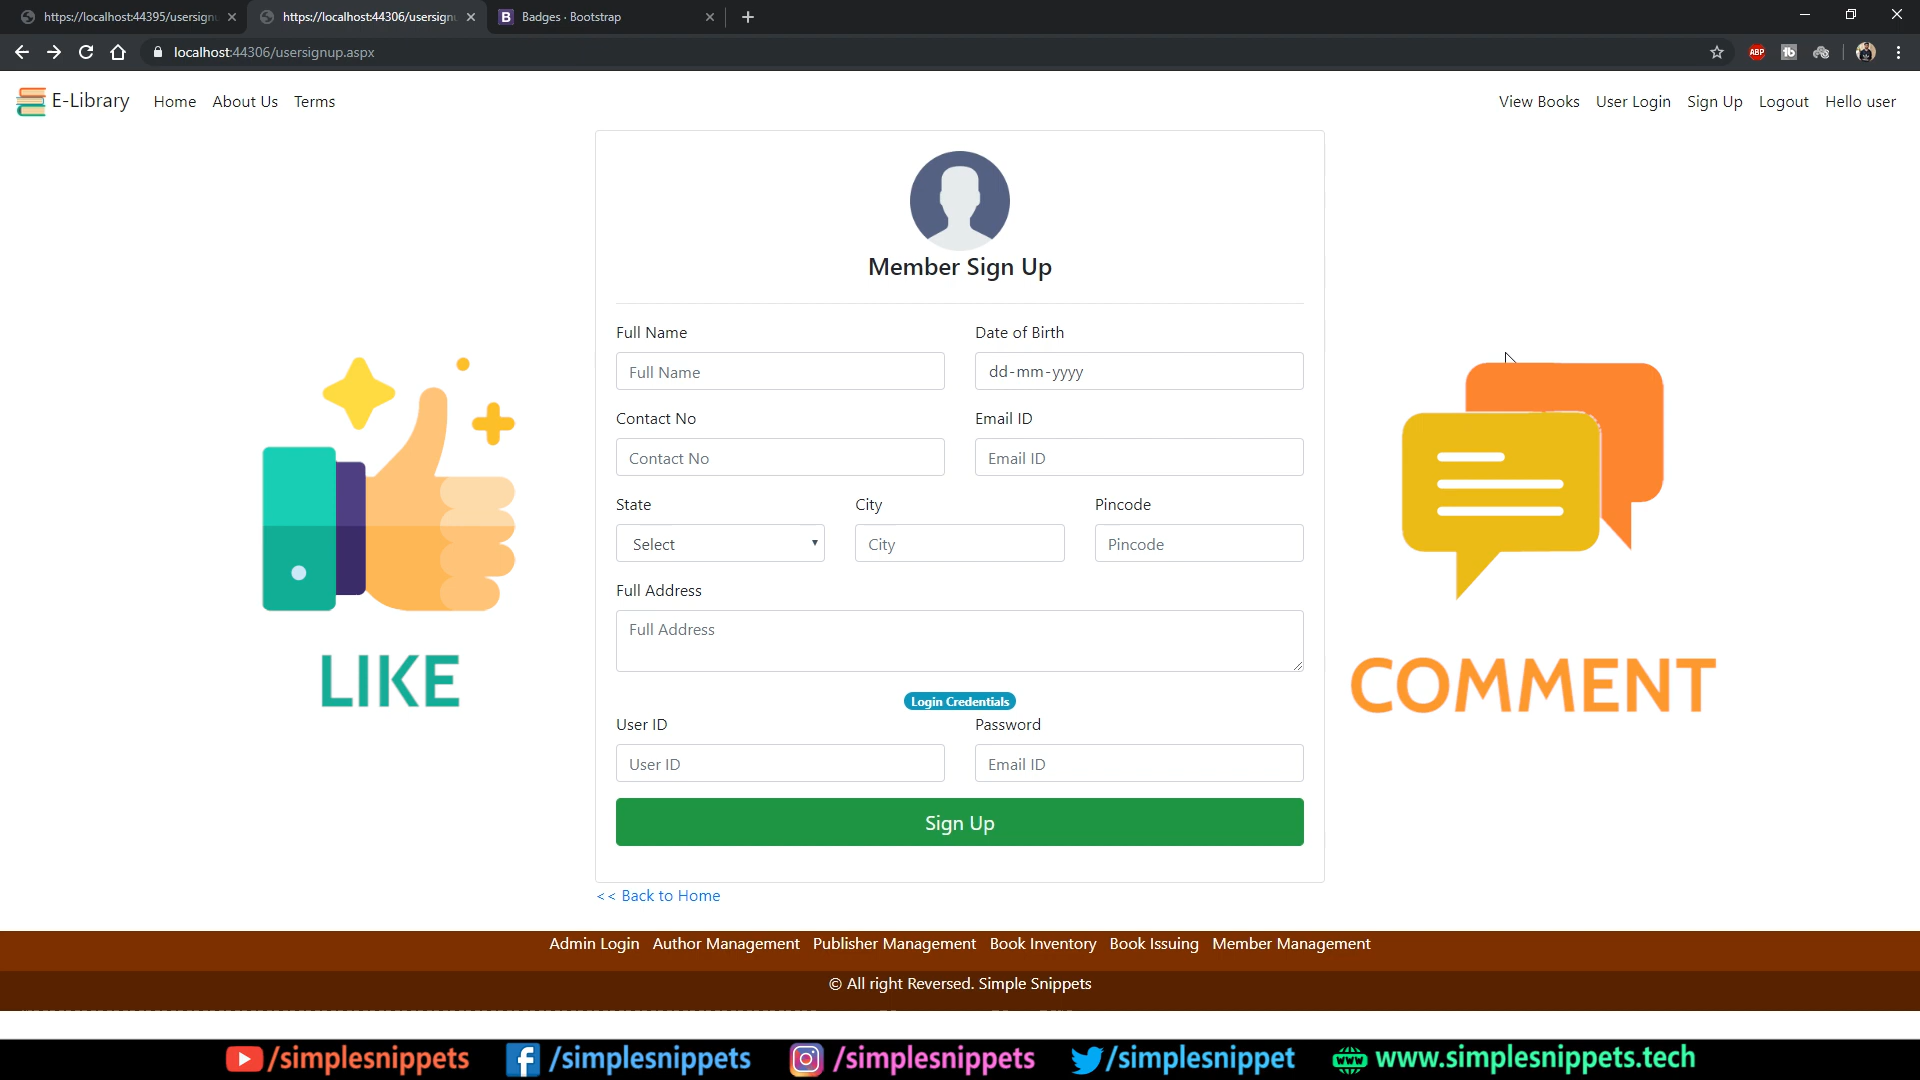 https://localhost:44395/usersignu
https://localhost:44306/usersignu
B Badges · Bootstrap
localhost:44306/usersignup.aspx
ABP
E-Library Home About Us Terms
View Books User Login Sign Up Logout Hello user
Member Sign Up
Full Name
Date of Birth
Full Name
dd-mm-yyyy
Contact No
Email ID
Contact No
Email ID
State
City
Pincode
Select
City
Pincode
Full Address
Full Address
LIKE
COMMENT
Login Credentials
User ID
Password
User ID
Email ID
Sign Up
<< Back to Home
Admin Login Author Management Publisher Management Book Inventory Book Issuing Member Management
© All right Reversed. Simple Snippets
/simplesnippets /simplesnippets /simplesnippets /simplesnippet www.simplesnippets.tech